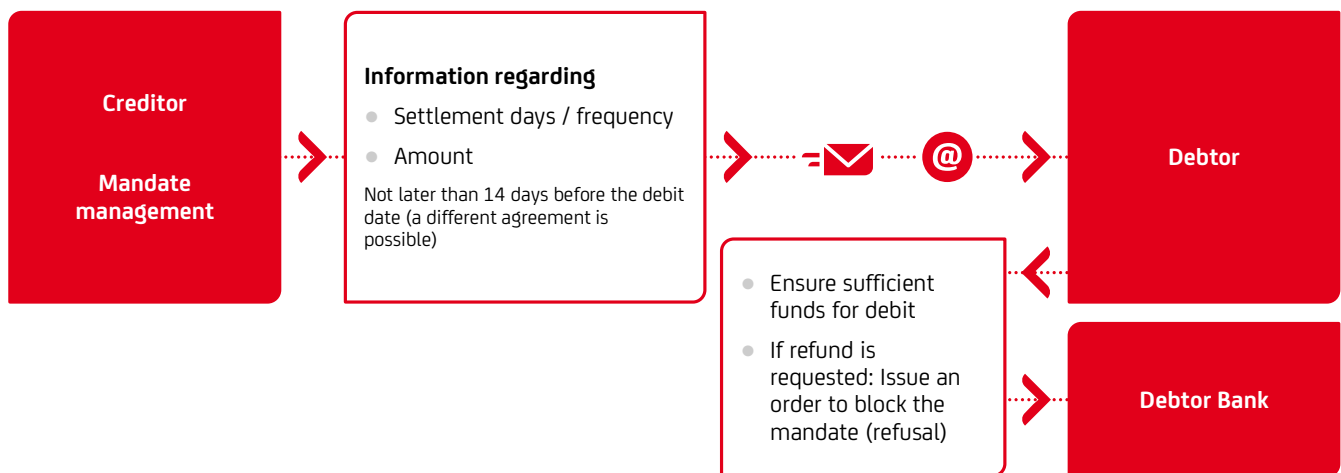 Creditor
Mandate
management
Information regarding
Settlement days / frequency
Amount
Not later than 14 days before the debit
date (a different agreement is
possible)
@
Debtor
Ensure sufficient
funds for debit
If refund is
requested: Issue an
order to block the
mandate (refusal)
Debtor Bank